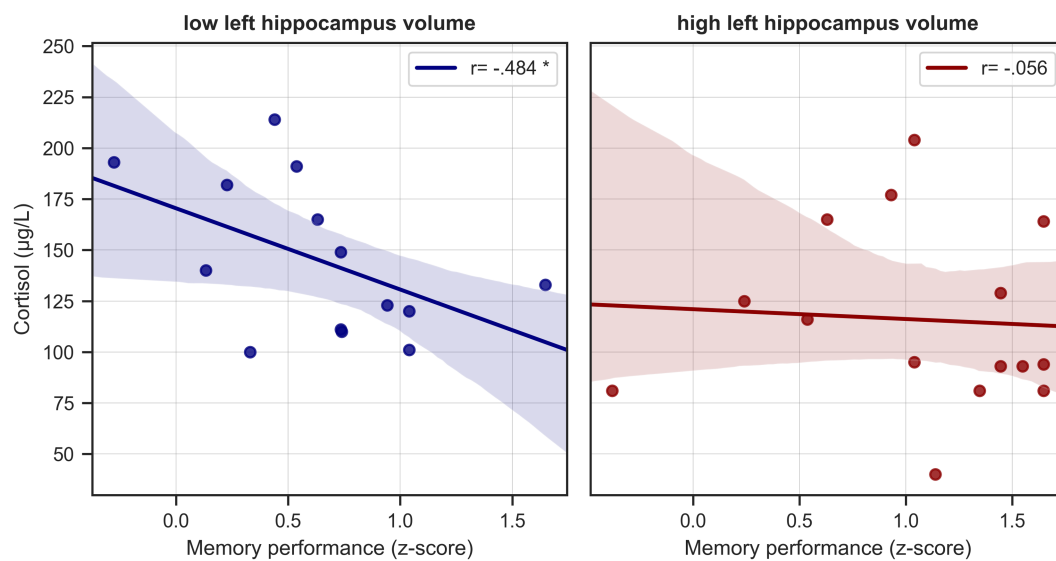 low left hippocampus volume
high left hippocampus volume
r= -.484 *
r= -.056
Cortisol (µg/L)
250
225
200
175
150
125
100
75
50
0.0 0.5 1.0 1.5
0.0 0.5 1.0 1.5
Memory performance (z-score)
Memory performance (z-score)